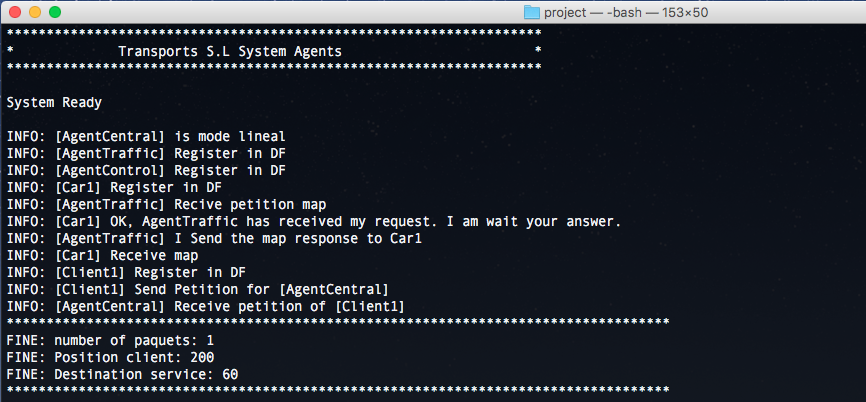 project — -bash — 153×50
*******************************************************************
* Transports S.L System Agents *
*******************************************************************
System Ready
INFO: [AgentCentral] is mode lineal
INFO: [AgentTraffic] Register in DF
INFO: [AgentControl] Register in DF
INFO: [Car1] Register in DF
INFO: [AgentTraffic] Recive petition map
INFO: [Car1] OK, AgentTraffic has received my request. I am wait your answer.
INFO: [AgentTraffic] I Send the map response to Car1
INFO: [Car1] Receive map
INFO: [Client1] Register in DF
INFO: [Client1] Send Petition for [AgentCentral]
INFO: [AgentCentral] Receive petition of [Client1]
***********************************************************************************
FINE: number of paquets: 1
FINE: Position client: 200
FINE: Destination service: 60
***********************************************************************************